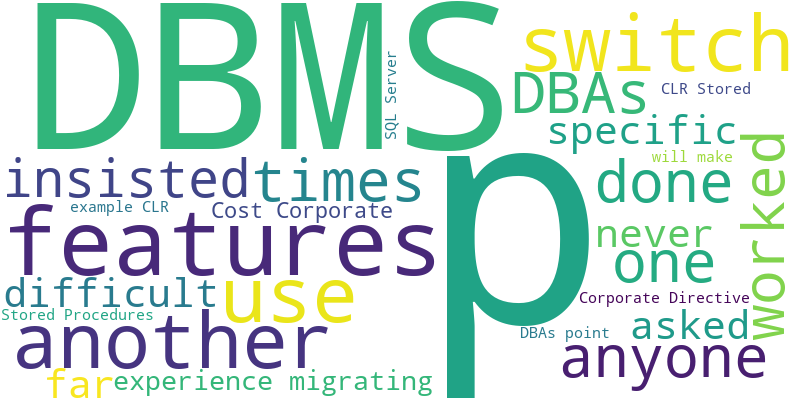 DBMS
p
switch
SQL Server
DBAs
CLR Stored
specific
will make
insisted
times
done
worked
example CLR
Cost Corporate
features
never
one
difficult
use
Corporate Directive
Stored Procedures
another
DBAs point
asked
anyone
far
experience migrating